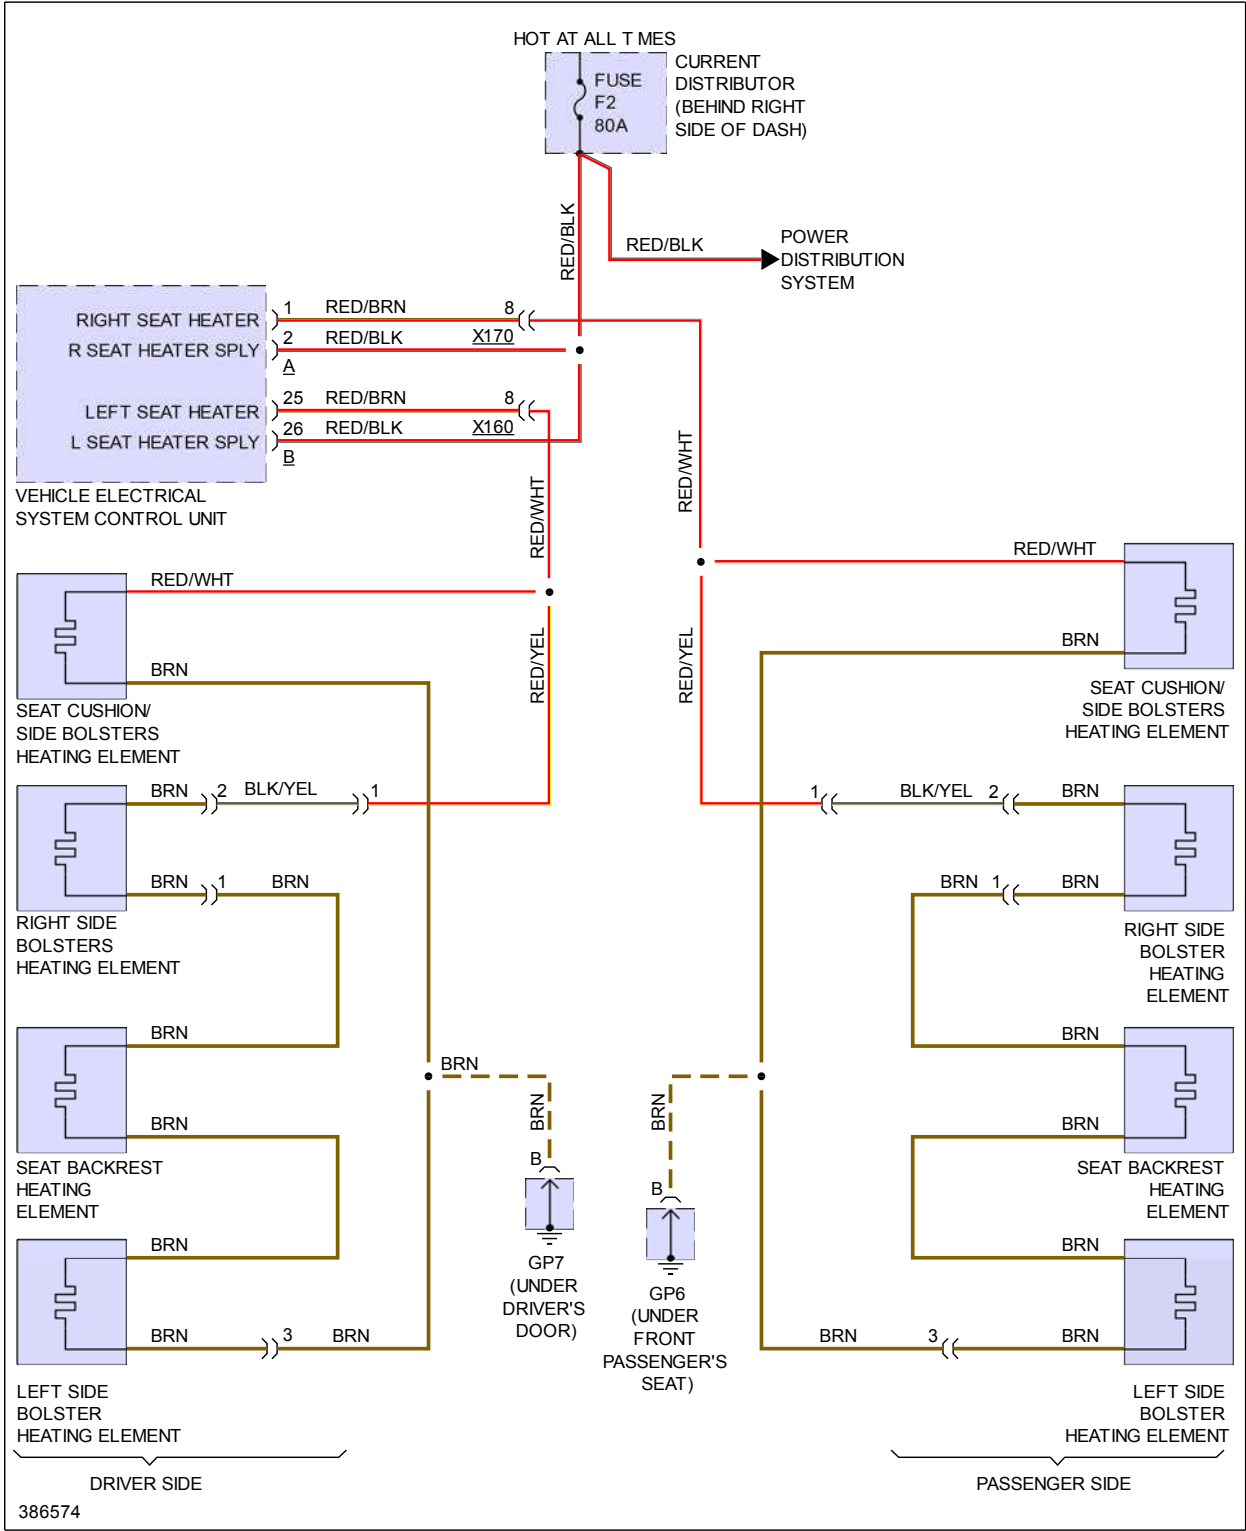 HOT AT ALL T MES
FUSE
F2
80A
CURRENT
DISTRIBUTOR
(BEHIND RIGHT
SIDE OF DASH)
RED/BLK
RED/BLK
POWER
DISTRIBUTION
SYSTEM
RIGHT SEAT HEATER
1
RED/BRN
8
R SEAT HEATER SPLY
2
RED/BLK
X170
A
LEFT SEAT HEATER
25
RED/BRN
8
L SEAT HEATER SPLY
26
RED/BLK
X160
B
VEHICLE ELECTRICAL
SYSTEM CONTROL UNIT
RED/WHT
RED/WHT
RED/WHT
RED/WHT
BRN
BRN
RED/YEL
RED/YEL
SEAT CUSHION/
SIDE BOLSTERS
HEATING ELEMENT
SEAT CUSHION/
SIDE BOLSTERS
HEATING ELEMENT
BRN
2
BLK/YEL
1
1
BLK/YEL
2
BRN
BRN
1
BRN
BRN
1
BRN
RIGHT SIDE
BOLSTERS
HEATING ELEMENT
RIGHT SIDE
BOLSTER
HEATING
ELEMENT
BRN
BRN
BRN
BRN
BRN
BRN
BRN
SEAT BACKREST
HEATING
ELEMENT
B
B
SEAT BACKREST
HEATING
ELEMENT
BRN
BRN
GP7
(UNDER
DRIVER'S
DOOR)
GP6
(UNDER
FRONT
PASSENGER'S
SEAT)
BRN
3
BRN
BRN
3
BRN
LEFT SIDE
BOLSTER
HEATING ELEMENT
LEFT SIDE
BOLSTER
HEATING ELEMENT
DRIVER SIDE
PASSENGER SIDE
386574